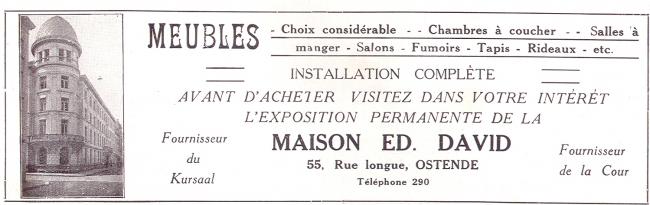 MEUBLES - Choix considérable - - Chambres à coucher - - Salles à
manger - Salons - Fumoirs - Tapis - Rideaux - etc.
INSTALLATION COMPLÈTE
AVANT D'ACHETER VISITEZ DANS VOTRE INTÉRÉT
L'EXPOSITION PERMANENTE DE LA
Fournisseur
du
Kursaal
MAISON ED. DAVID
55, Rue longue, OSTENDE
Téléphone 290
Fournisseur
de la Cour